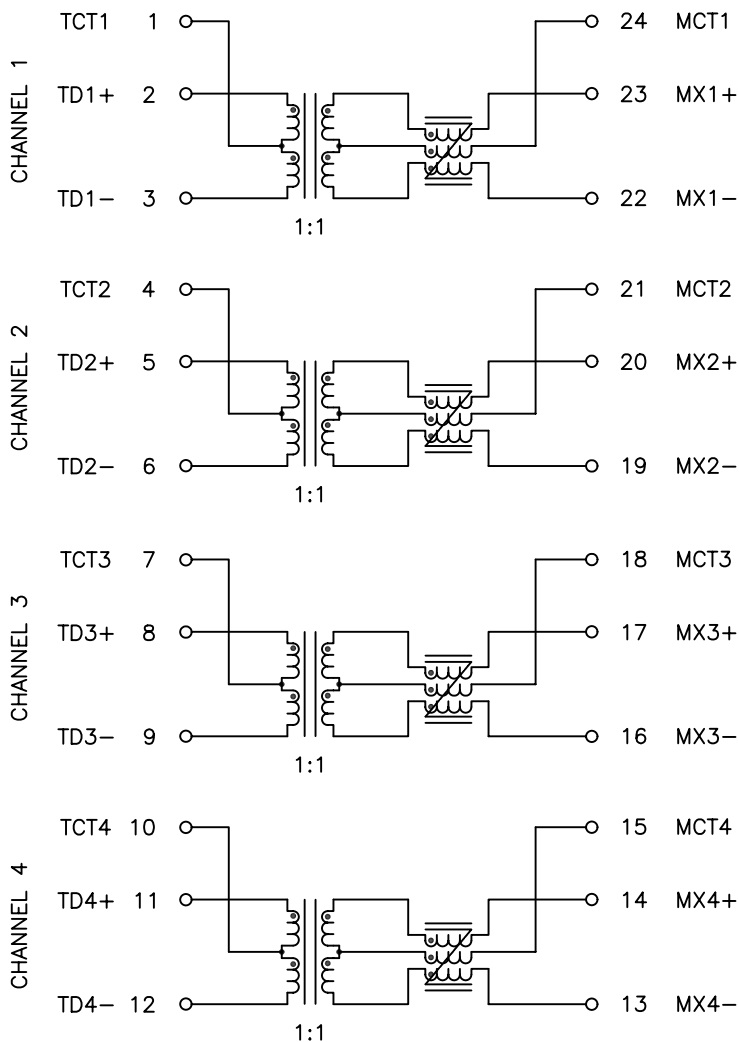 CHANNEL 1
TCT1 1 24 MCT1
TD1+ 2 23 MX1+
TD1− 3 22 MX1−
1:1
CHANNEL 2
TCT2 4 21 MCT2
TD2+ 5 20 MX2+
TD2− 6 19 MX2−
1:1
CHANNEL 3
TCT3 7 18 MCT3
TD3+ 8 17 MX3+
TD3− 9 16 MX3−
1:1
CHANNEL 4
TCT4 10 15 MCT4
TD4+ 11 14 MX4+
TD4− 12 13 MX4−
1:1